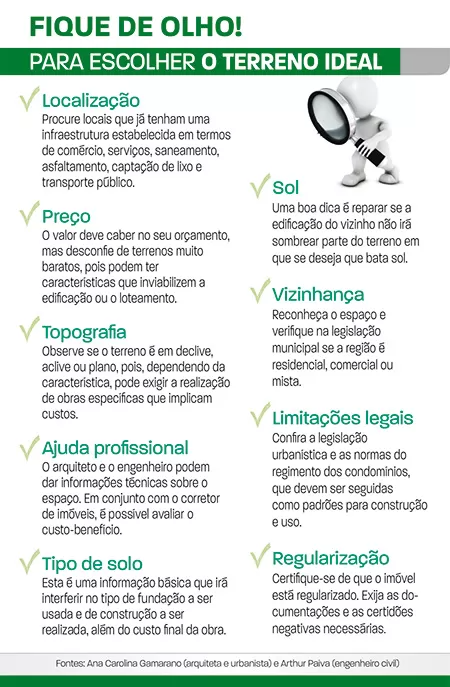 FIQUE DE OLHO!
PARA ESCOLHER O TERRENO IDEAL
Localização
Procure locais que já tenham uma
infraestrutura estabelecida em termos
de comércio, serviços, saneamento,
asfaltamento, captação de lixo e
transporte público.
Preço
O valor deve caber no seu orçamento,
mas desconfie de terrenos muito
baratos, pois podem ter
características que inviabilizem a
edificação ou o loteamento.
Topografia
Observe se o terreno é em declive,
aclive ou plano, pois, dependendo da
característica, pode exigir a realização
de obras específicas que implicam
custos.
Ajuda profissional
O arquiteto e o engenheiro podem
dar informações técnicas sobre o
espaço. Em conjunto com o corretor
de imóveis, é possível avaliar o
custo-benefício.
Tipo de solo
Esta é uma informação básica que irá
interferir no tipo de fundação a ser
usada e de construção a ser
realizada, além do custo final da obra.
Sol
Uma boa dica é reparar se a
edificação do vizinho não irá
sombrear parte do terreno em
que se deseja que bata sol.
Vizinhança
Reconheça o espaço e
verifique na legislação
municipal se a região é
residencial, comercial ou
mista.
Limitações legais
Confira a legislação
urbanística e as normas do
regimento dos condomínios,
que devem ser seguidas
como padrões para construção
e uso.
Regularização
Certifique-se de que o imóvel
está regularizado. Exija as do-
cumentações e as certidões
negativas necessárias.
Fontes: Ana Carolina Gamarano (arquiteta e urbanista) e Arthur Paiva (engenheiro civil)